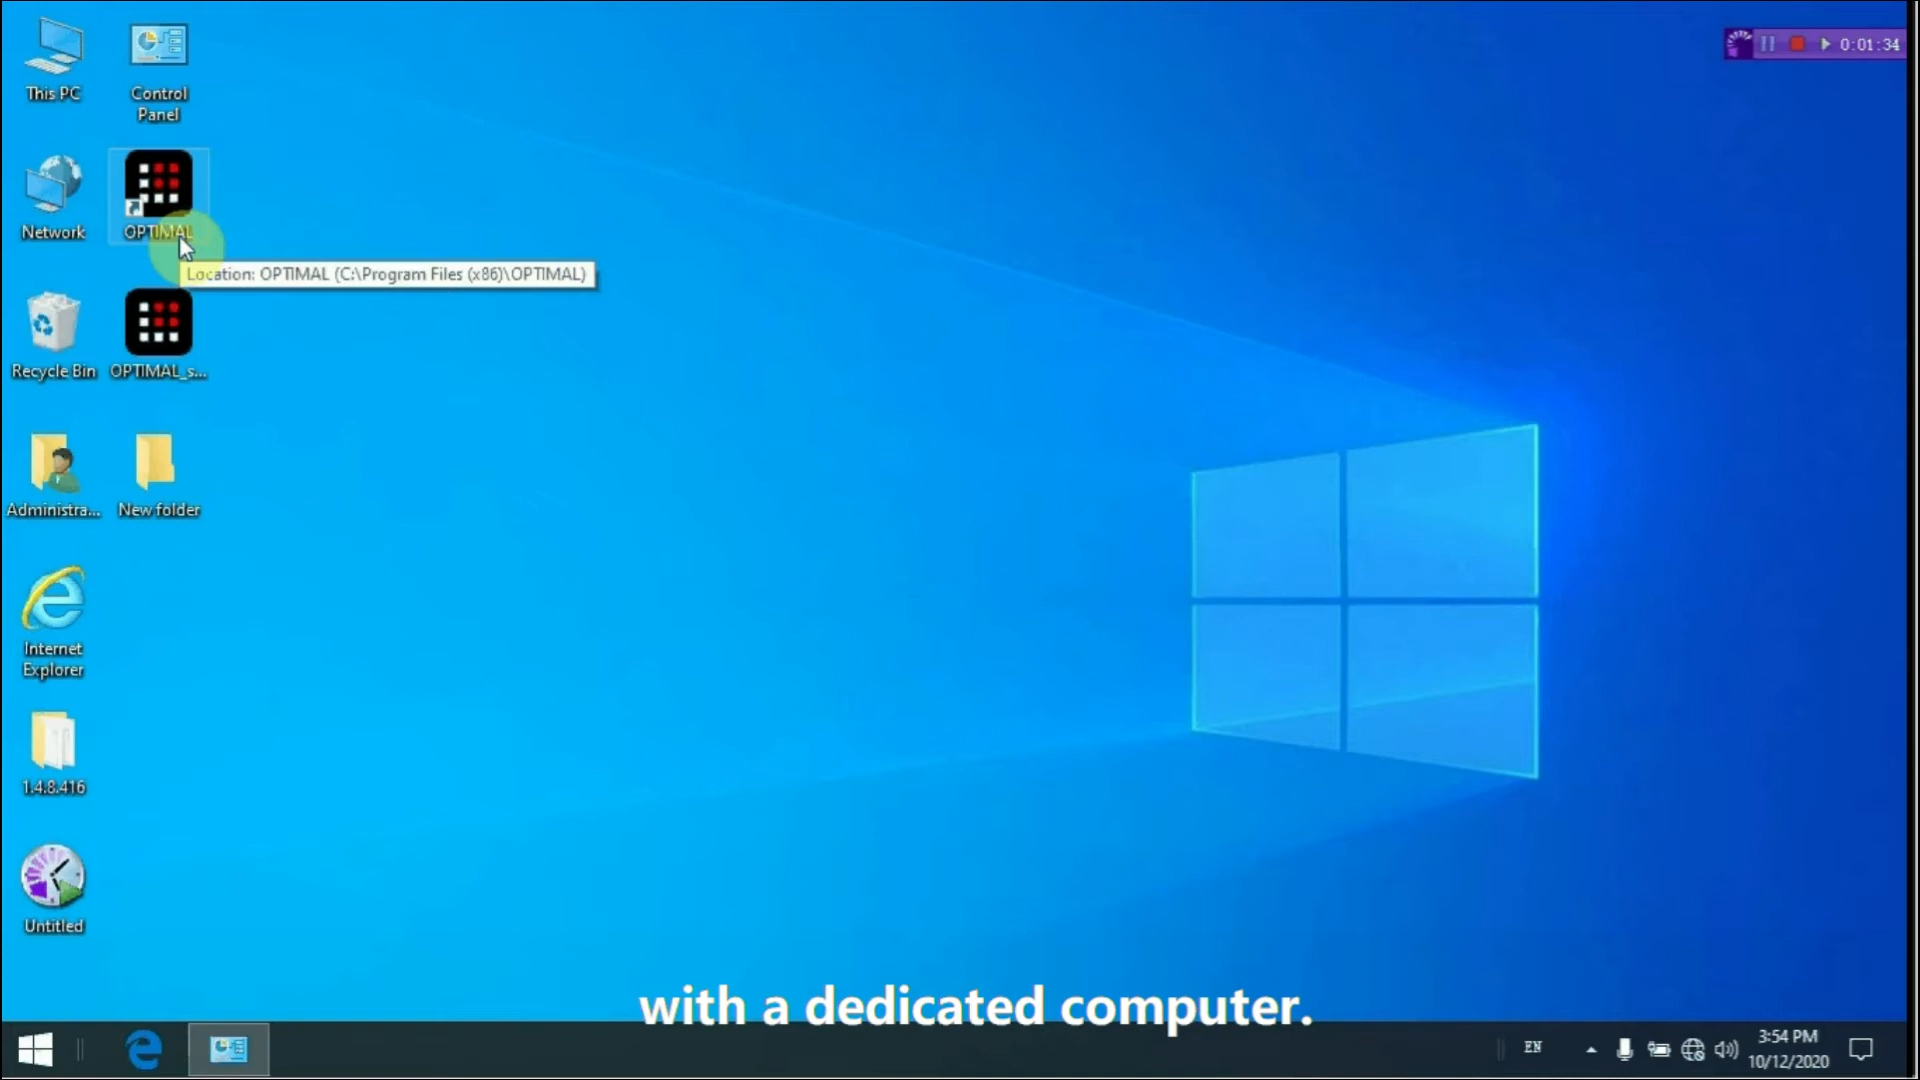 0:01:34
This PC
Control
Panel
Network
OPTIMAL
Location: OPTIMAL (C:\Program Files (x86)\OPTIMAL)
Recycle Bin
OPTIMAL_s...
Administra...
New folder
Internet
Explorer
1.4.8.416
Untitled
with a dedicated computer.
EN
3:54 PM
10/12/2020